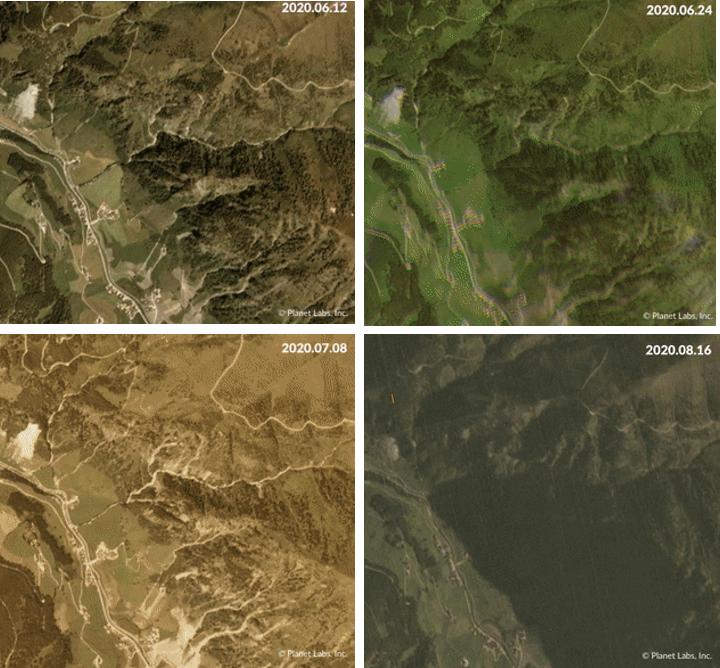 2020.06.12
2020.06.24
© Planet Labs, Inc.
© Planet Labs, Inc.
2020.07.08
2020.08.16
© Planet Labs, Inc.
© Planet Labs, Inc.